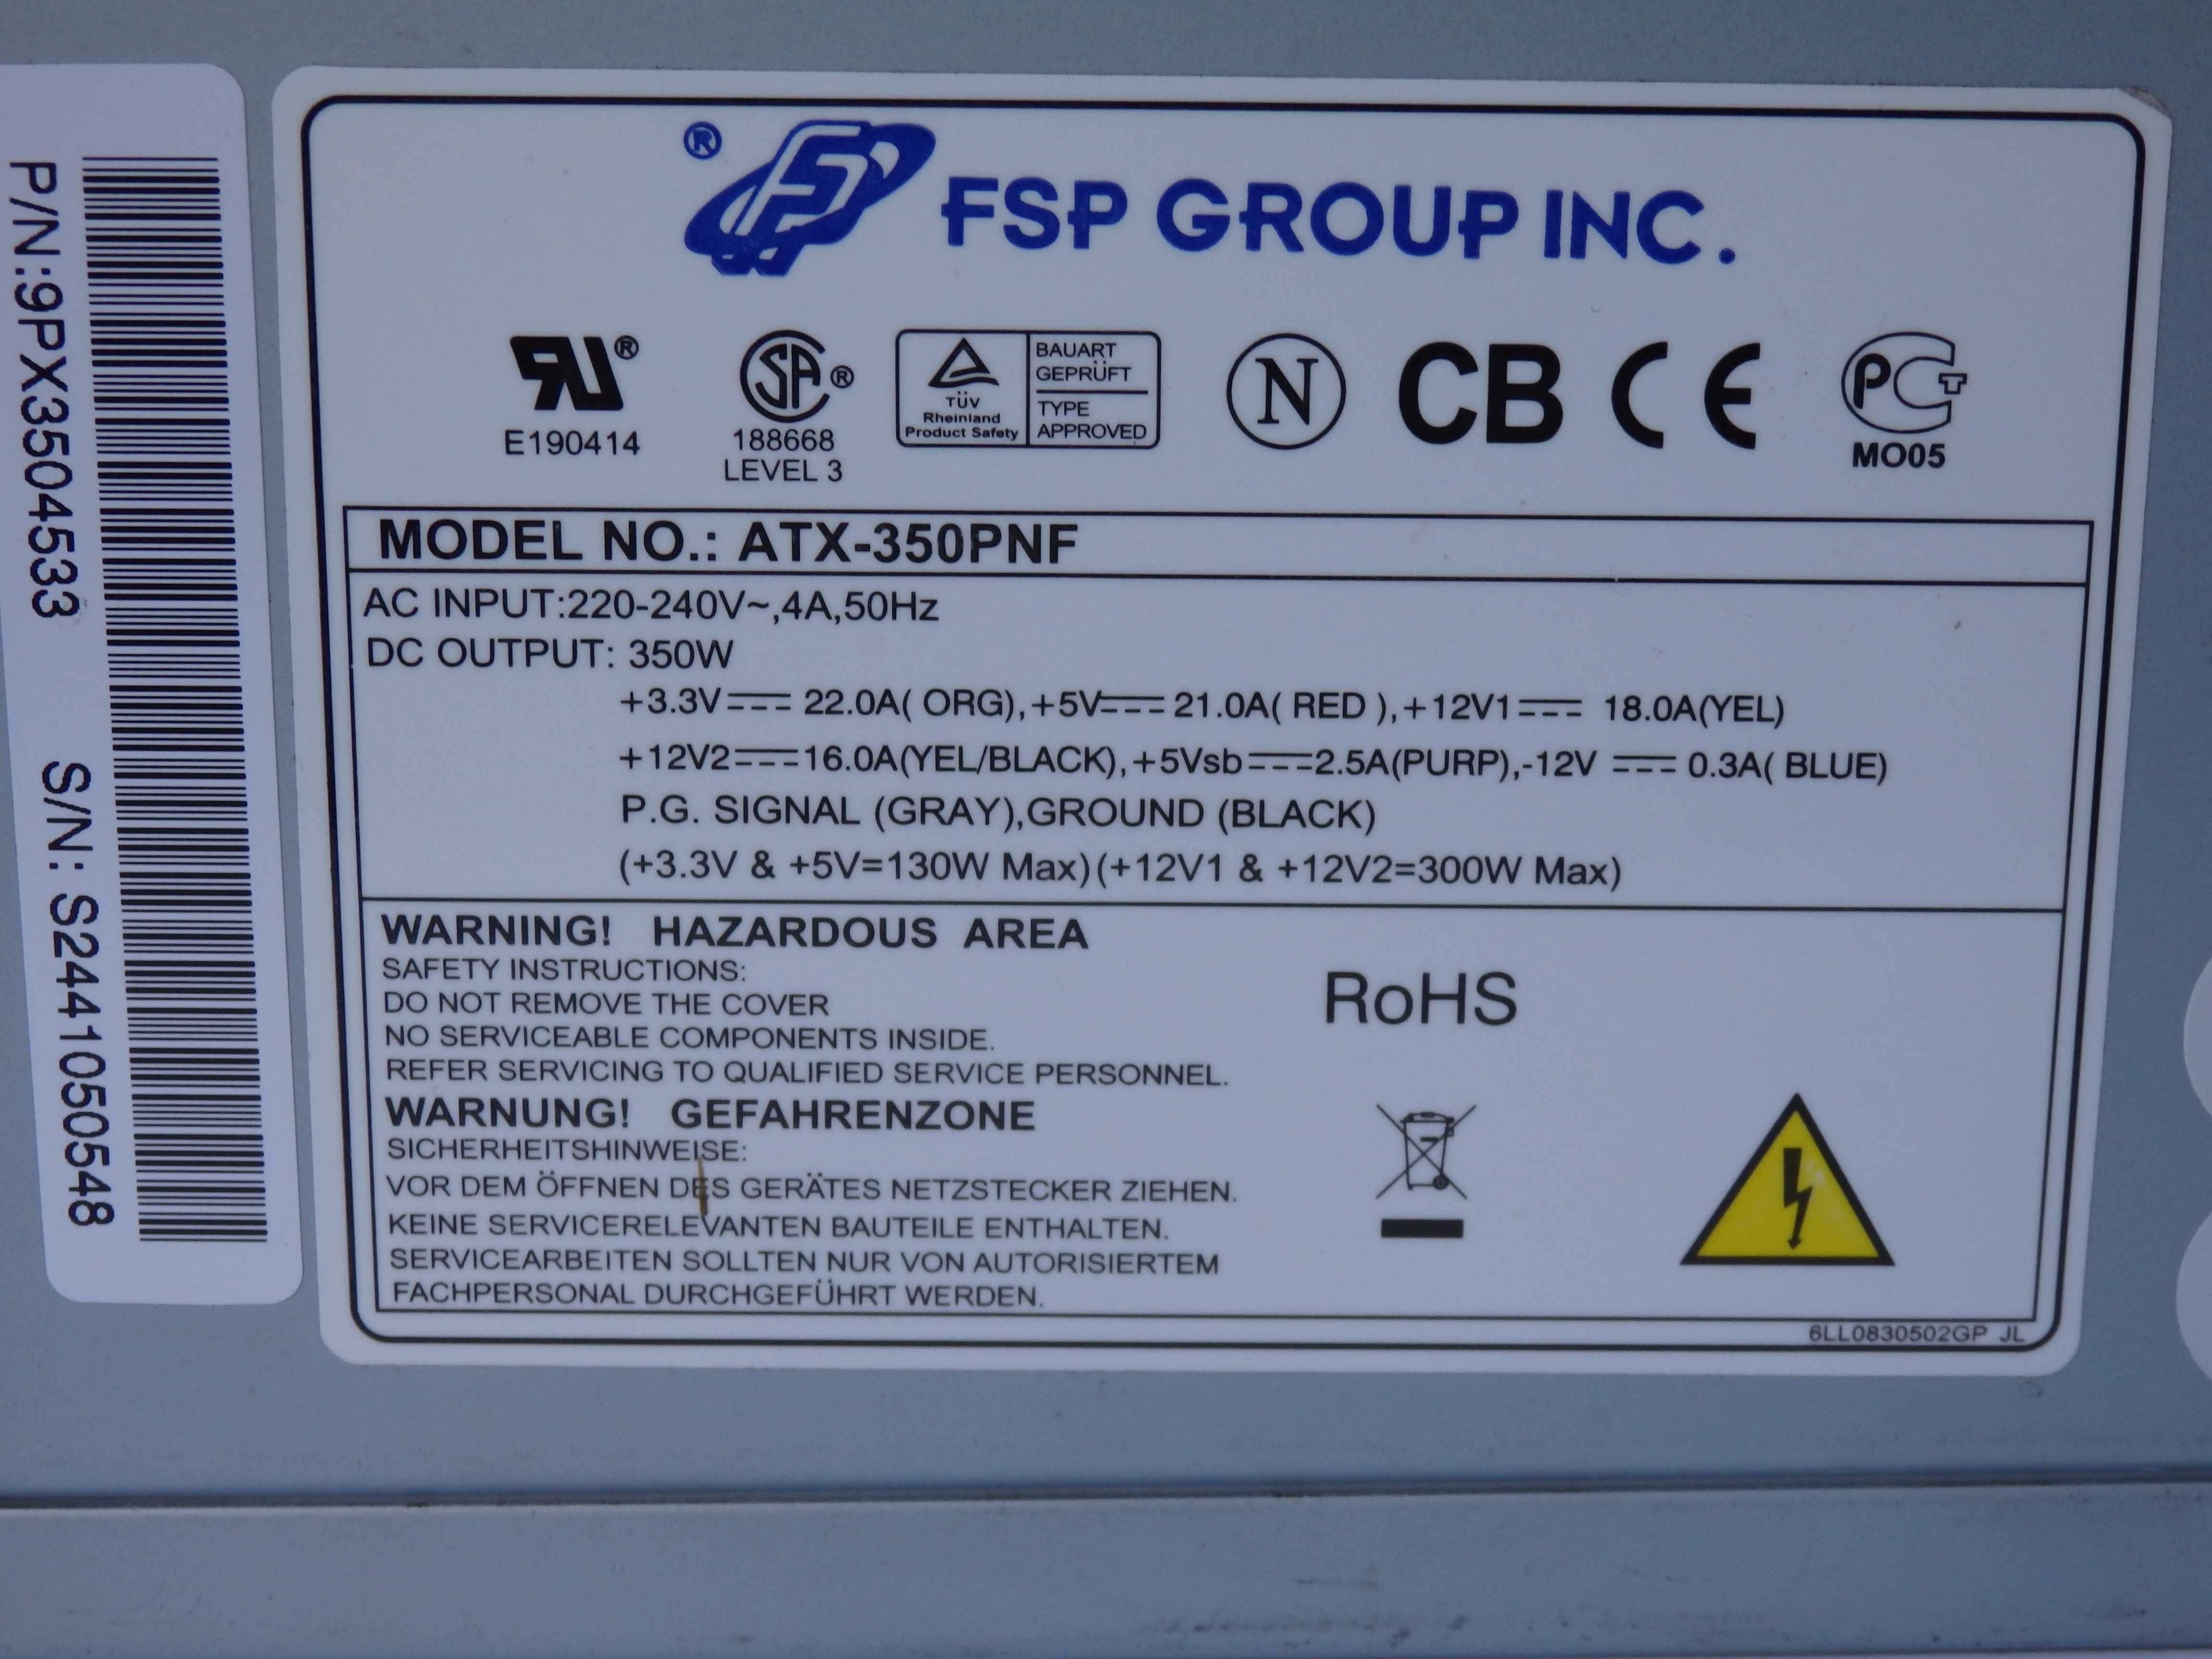 P/N:9PX3504533 S/N: S2441050548
® FSP GROUP INC.
®
E190414
SA ®
188668
LEVEL 3
TÜV
Rheinland
Product Safety
BAUART
GEPRÜFT
TYPE
APPROVED
N
CB
CE
PCT
MO05
MODEL NO.: ATX-350PNF
AC INPUT:220-240V~,4A,50Hz
DC OUTPUT: 350W
+3.3V⎓ 22.0A( ORG),+5V⎓ 21.0A( RED ),+12V1⎓ 18.0A(YEL)
+12V2⎓16.0A(YEL/BLACK),+5Vsb⎓2.5A(PURP),-12V ⎓ 0.3A( BLUE)
P.G. SIGNAL (GRAY),GROUND (BLACK)
(+3.3V & +5V=130W Max)(+12V1 & +12V2=300W Max)
WARNING! HAZARDOUS AREA
SAFETY INSTRUCTIONS:
DO NOT REMOVE THE COVER
NO SERVICEABLE COMPONENTS INSIDE.
REFER SERVICING TO QUALIFIED SERVICE PERSONNEL.
WARNUNG! GEFAHRENZONE
SICHERHEITSHINWEISE:
VOR DEM ÖFFNEN DES GERÄTES NETZSTECKER ZIEHEN.
KEINE SERVICERELEVANTEN BAUTEILE ENTHALTEN.
SERVICEARBEITEN SOLLTEN NUR VON AUTORISIERTEM
FACHPERSONAL DURCHGEFÜHRT WERDEN.
RoHS
6LL0830502GP JL